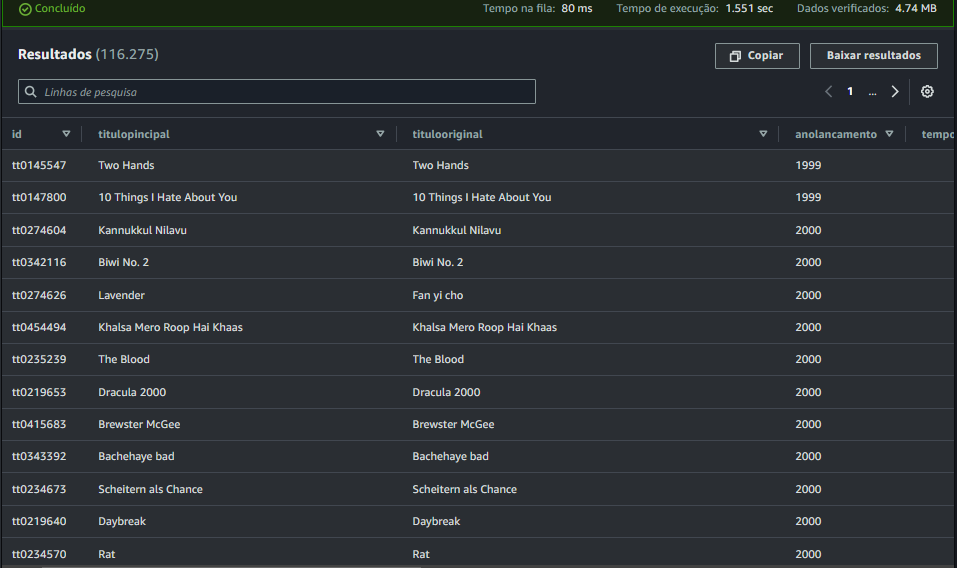 Concluído Tempo na fila: 80 ms Tempo de execução: 1.551 sec Dados verificados: 4.74 MB
Resultados (116.275) Copiar Baixar resultados
Linhas de pesquisa 1 ...
id titulopincipal titulooriginal anolancamento tempo
tt0145547 Two Hands Two Hands 1999
tt0147800 10 Things I Hate About You 10 Things I Hate About You 1999
tt0274604 Kannukkul Nilavu Kannukkul Nilavu 2000
tt0342116 Biwi No. 2 Biwi No. 2 2000
tt0274626 Lavender Fan yi cho 2000
tt0454494 Khalsa Mero Roop Hai Khaas Khalsa Mero Roop Hai Khaas 2000
tt0235239 The Blood The Blood 2000
tt0219653 Dracula 2000 Dracula 2000 2000
tt0415683 Brewster McGee Brewster McGee 2000
tt0343392 Bachehaye bad Bachehaye bad 2000
tt0234673 Scheitern als Chance Scheitern als Chance 2000
tt0219640 Daybreak Daybreak 2000
tt0234570 Rat Rat 2000